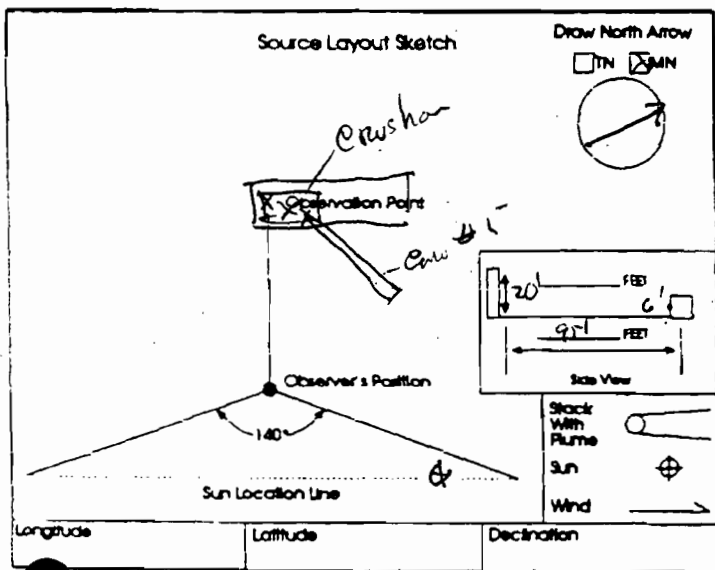 Source Layout Sketch
Draw North Arrow
TN MN
Crusher
Observation Point
#1
20' FEET 6'
95' FEET
Side View
Observer's Position
140°
Sun Location Line
Stack
With
Plume
Sun
Wind
Longitude Latitude Declination